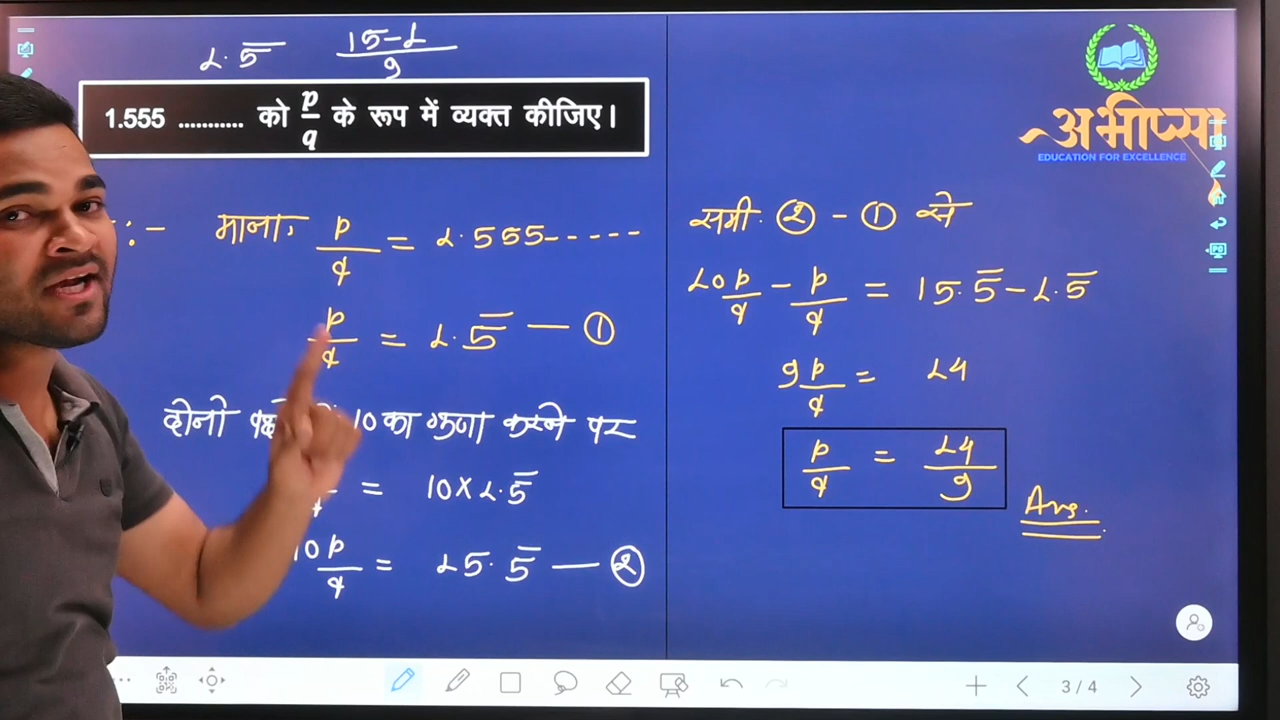 1.5̅ (15-1)/9
1.555 ........... को p/q के रूप में व्यक्त कीजिए।
:- माना, p/q = 1.555-----
p/q = 1.5̅ — ①
दोनो 10 का गुणा करने पर
= 10×1.5̅
10p/q = 15.5̅ — ②
अभीप्सा
EDUCATION FOR EXCELLENCE
समी. ② - ① से
10p/q - p/q = 15.5̅ - 1.5̅
9p/q = 14
p/q = 14/9
Ans.
3 / 4